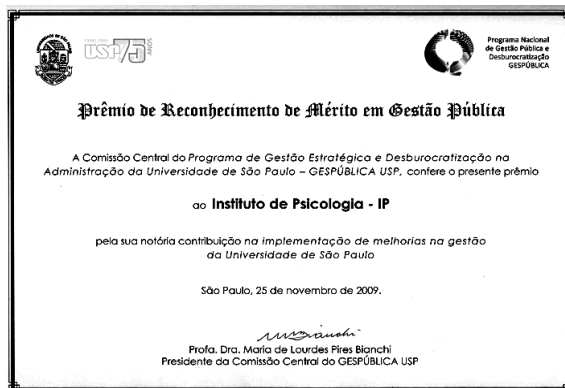 1934 | 2009
USP 75 ANOS
Programa Nacional
de Gestão Pública e
Desburocratização
GESPÚBLICA
Prêmio de Reconhecimento de Mérito em Gestão Pública
A Comissão Central do Programa de Gestão Estratégica e Desburocratização na
Administração da Universidade de São Paulo – GESPÚBLICA USP, confere o presente prêmio
ao Instituto de Psicologia - IP
pela sua notória contribuição na implementação de melhorias na gestão
da Universidade de São Paulo
São Paulo, 25 de novembro de 2009.
Profa. Dra. Maria de Lourdes Pires Bianchi
Presidente da Comissão Central do GESPÚBLICA USP